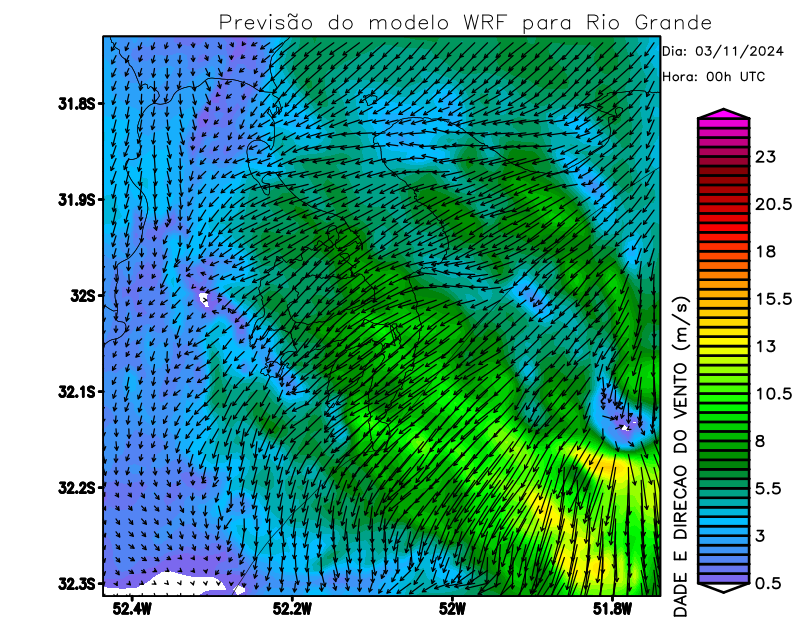 Previsão do modelo WRF para Rio Grande
Dia: 03/11/2024
Hora: 00h UTC
31.8S
31.9S
32S
32.1S
32.2S
32.3S
52.4W
52.2W
52W
51.8W
23
20.5
18
15.5
13
10.5
8
5.5
3
0.5
DADE E DIRECAO DO VENTO (m/s)